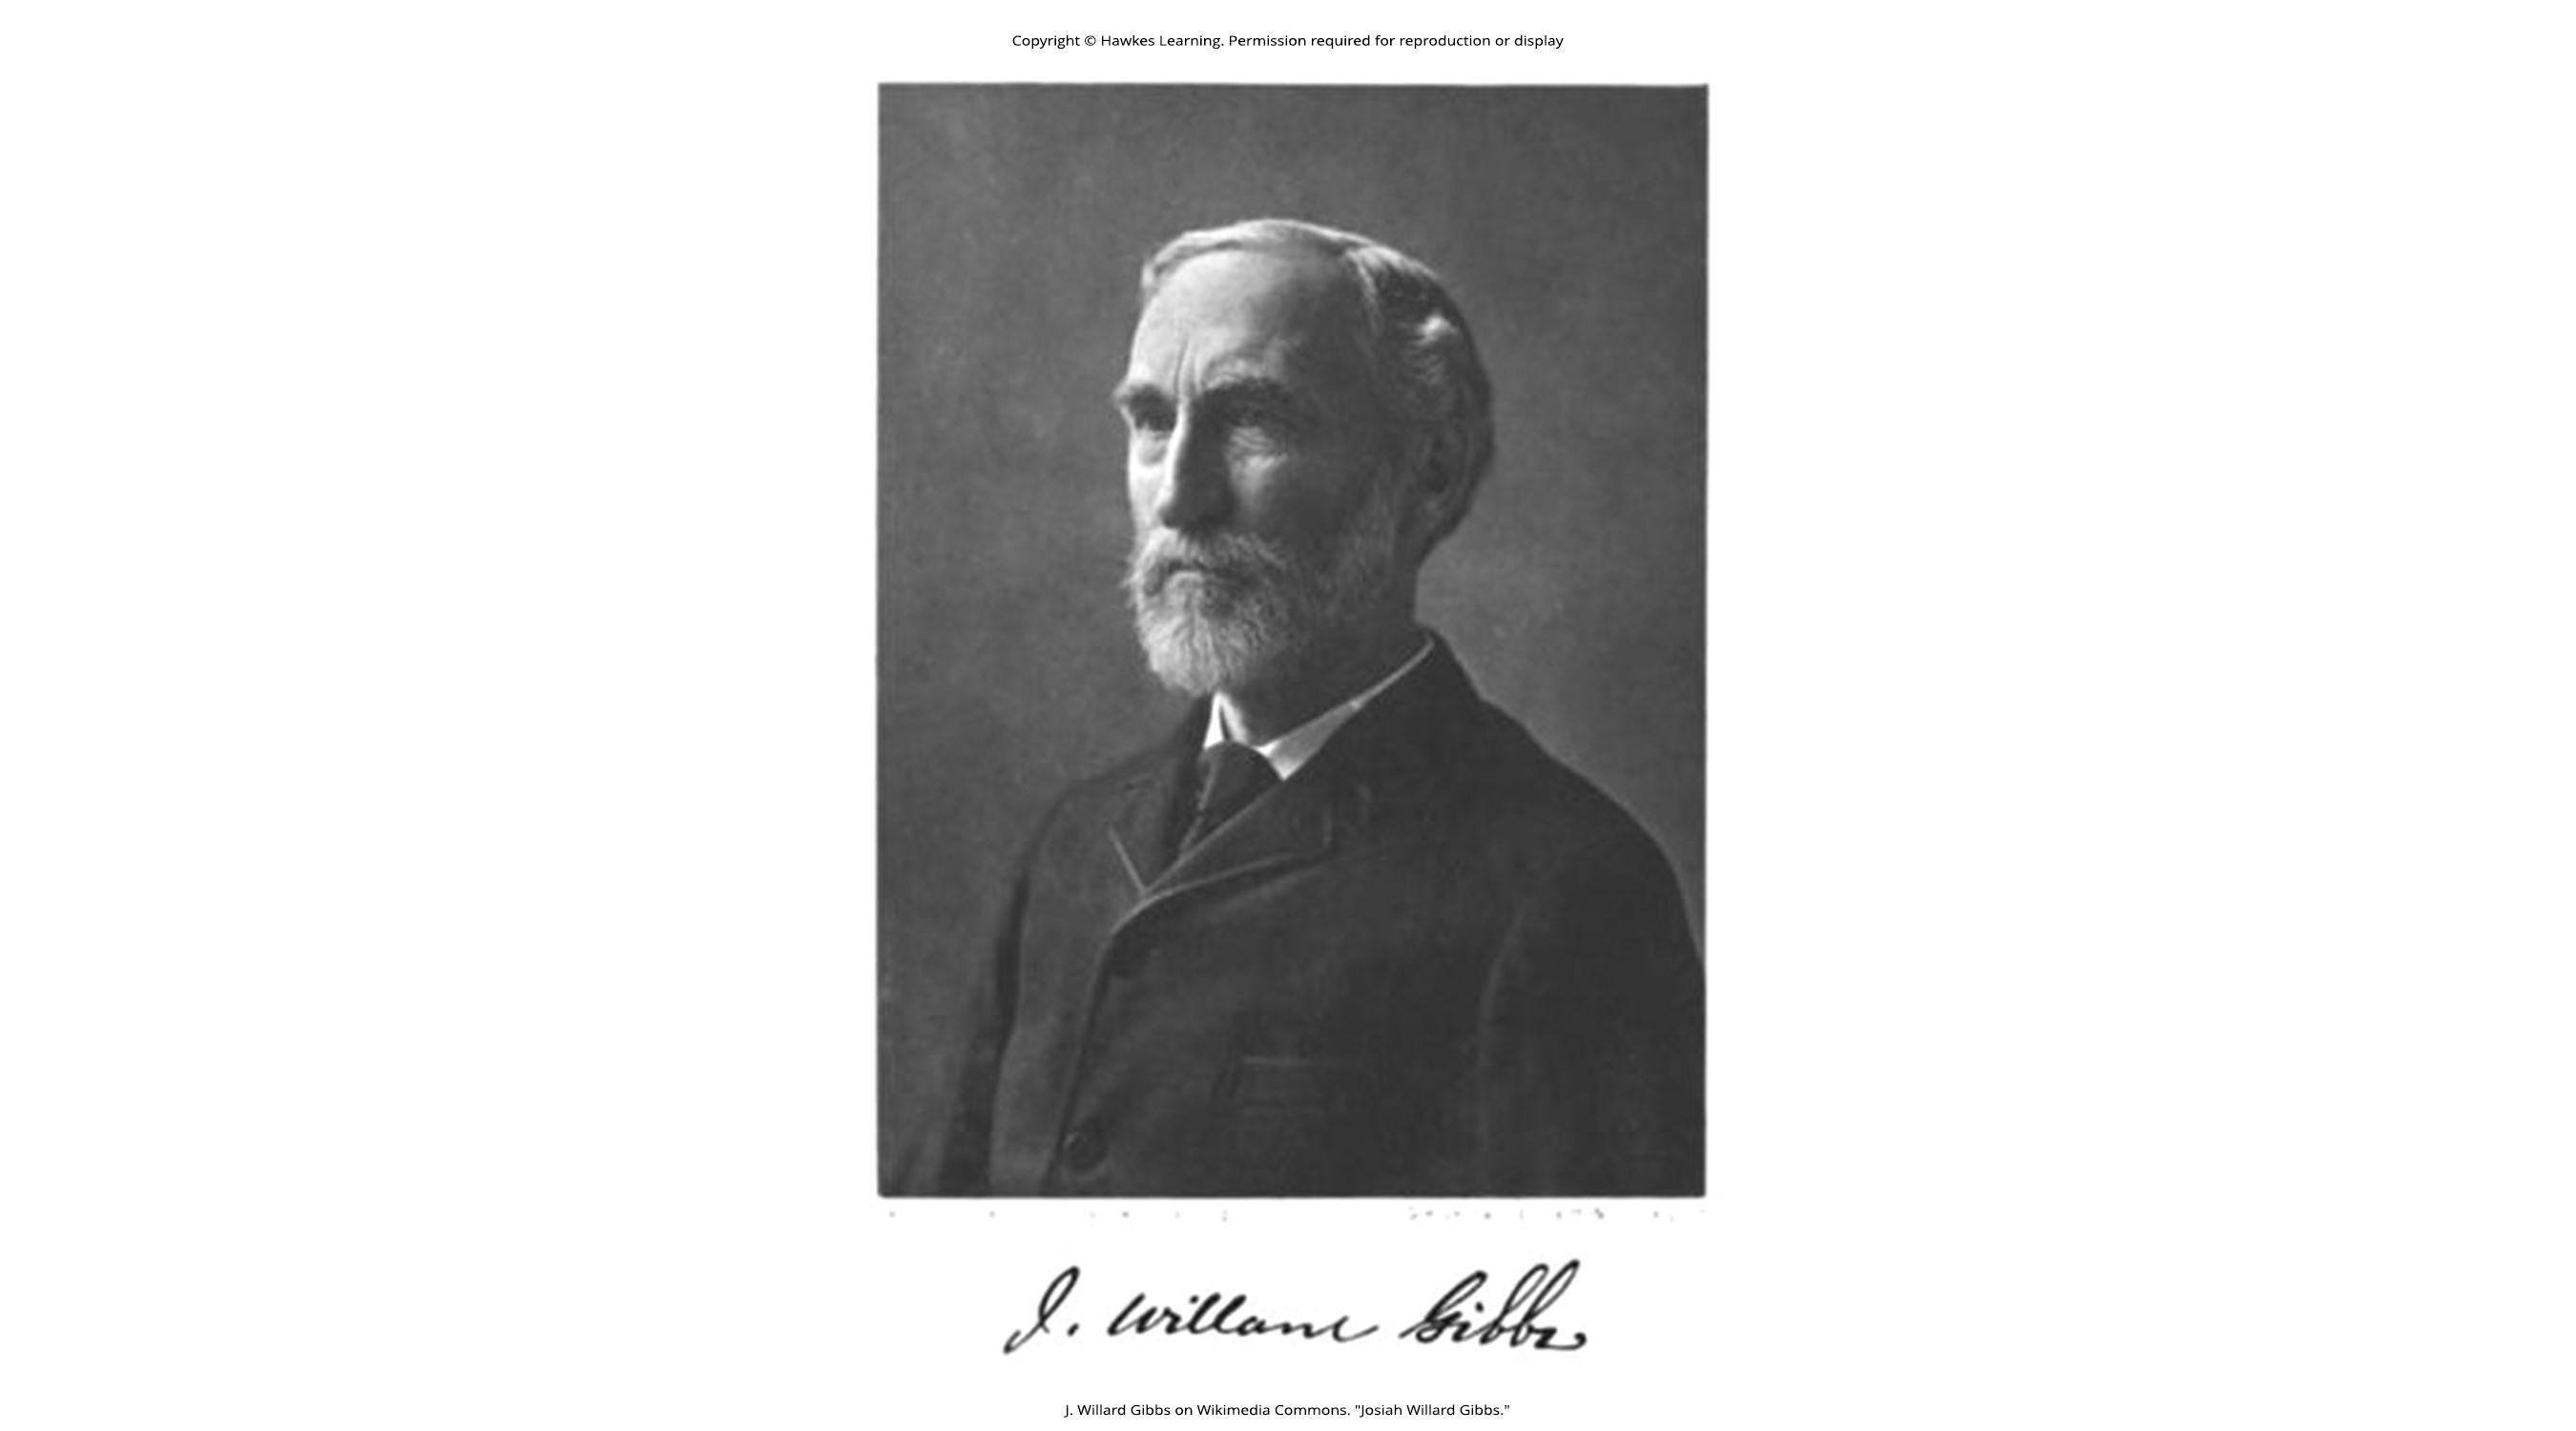 Copyright © Hawkes Learning. Permission required for reproduction or display
J. Willard Gibbs
J. Willard Gibbs on Wikimedia Commons. "Josiah Willard Gibbs."